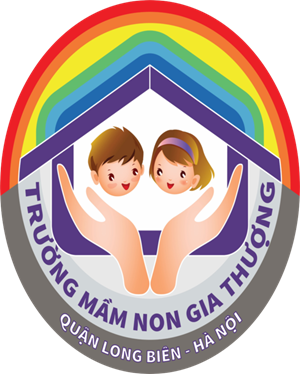 TRƯỜNG MẦM NON GIA THƯỢNG
QUẬN LONG BIÊN - HÀ NỘI